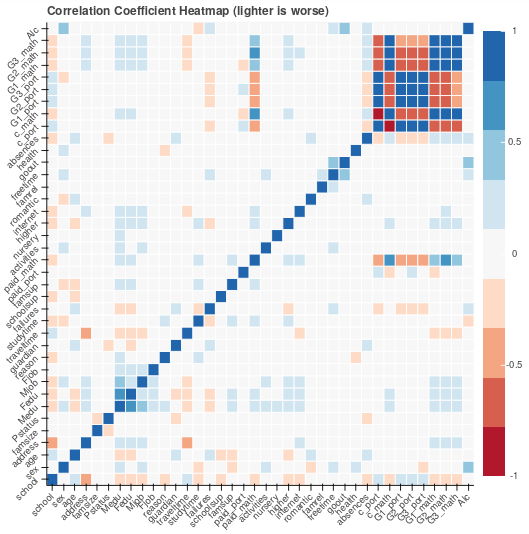 Correlation Coefficient Heatmap (lighter is worse)
Alc
G3_math
G2_math
G1_math
G3_port
G2_port
G1_port
c_math
c_port
absences
health
goout
freetime
famrel
romantic
internet
higher
nursery
activities
paid_math
paid_port
famsup
schoolsup
failures
studytime
traveltime
guardian
reason
Fjob
Mjob
Fedu
Medu
Pstatus
famsize
address
age
sex
school
1
0.5
0
-0.5
-1
school
sex
age
address
famsize
Pstatus
Medu
Fedu
Mjob
Fjob
reason
guardian
traveltime
studytime
failures
schoolsup
famsup
paid_port
paid_math
activities
nursery
higher
internet
romantic
famrel
freetime
goout
health
absences
c_port
c_math
G1_port
G2_port
G3_port
G1_math
G2_math
G3_math
Alc